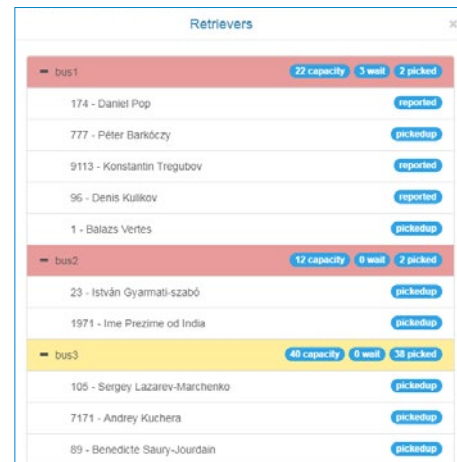 Retrievers ×
bus1 22 capacity 3 wait 2 picked
174 - Daniel Pop reported
777 - Péter Barkóczy pickedup
9113 - Konstantin Tregubov reported
96 - Denis Kulikov reported
1 - Balazs Vertes pickedup
bus2 12 capacity 0 wait 2 picked
23 - István Gyarmati-szabó pickedup
1971 - Ime Prezime od India pickedup
bus3 40 capacity 0 wait 38 picked
105 - Sergey Lazarev-Marchenko pickedup
7171 - Andrey Kuchera pickedup
89 - Benedicte Saury-Jourdain pickedup